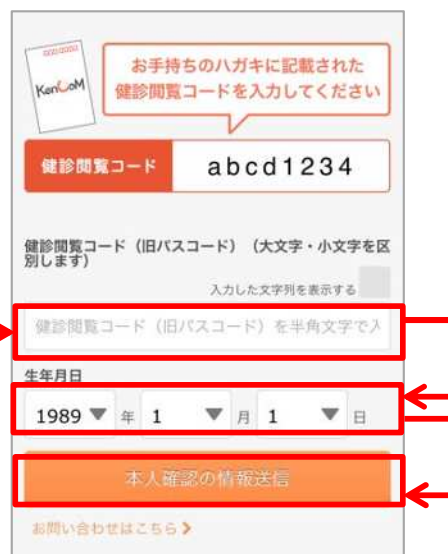 KenCoM
お手持ちのハガキに記載された
健診閲覧コードを入力してください
健診閲覧コード
abcd1234
健診閲覧コード（旧パスコード）（大文字・小文字を区
別します）
入力した文字列を表示する
健診閲覧コード（旧パスコード）を半角文字で入
生年月日
1989 ▼ 年 1 ▼ 月 1 ▼ 日
本人確認の情報送信
お問い合わせはこちら